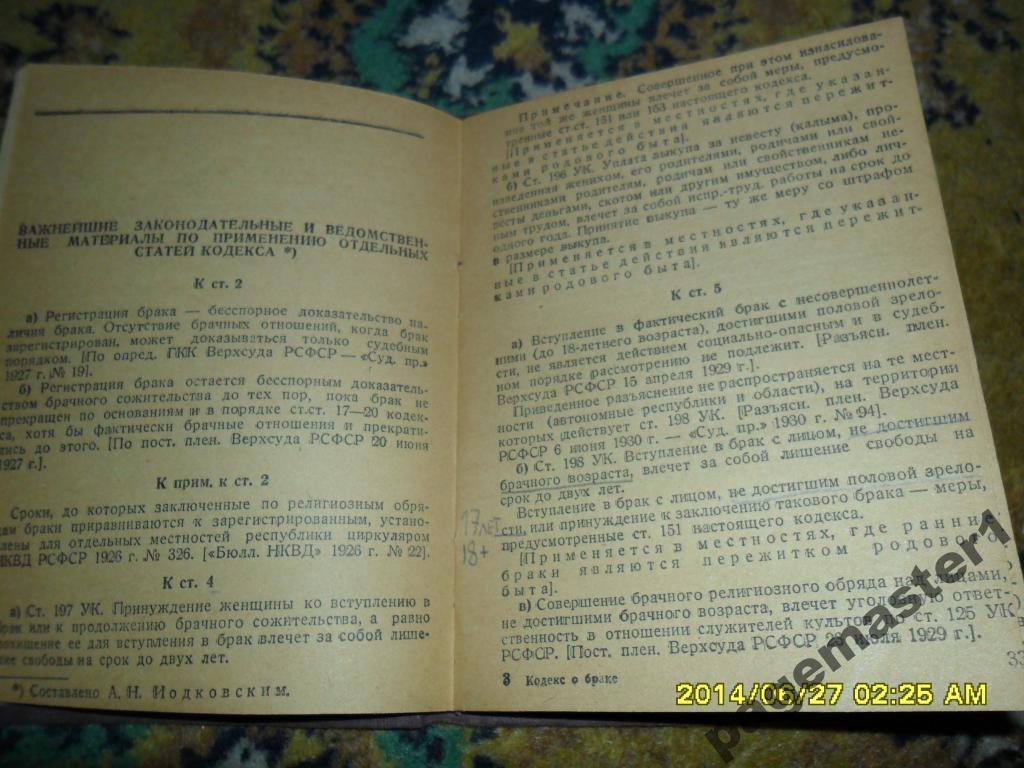 ВАЖНЕЙШИЕ ЗАКОНОДАТЕЛЬНЫЕ И ВЕДОМСТВЕН-
НЫЕ МАТЕРИАЛЫ ПО ПРИМЕНЕНИЮ ОТДЕЛЬНЫХ
СТАТЕЙ КОДЕКСА *)
К ст. 2
а) Регистрация брака — бесспорное доказательство на-
личия брака. Отсутствие брачных отношений, когда брак
зарегистрирован, может доказываться только судебным
порядком. [По опред. ГКК Верхсуда РСФСР — „Суд. пр."
1927 г. № 19].
б) Регистрация брака остается бесспорным доказатель-
ством брачного сожительства до тех пор, пока брак не
прекращен по основаниям и в порядке ст.ст. 17—20 кодек-
са, хотя бы фактически брачные отношения и прекрати-
лись до этого. [По пост. плен. Верхсуда РСФСР 20 июня
1927 г.].
К прим. к ст. 2
Сроки, до которых заключенные по религиозным обря-
дам браки приравниваются к зарегистрированным, устано-
влены для отдельных местностей республики циркуляром
НКВД РСФСР 1926 г. № 326. [«Бюлл. НКВД» 1926 г. № 22].
К ст. 4
а) Ст. 197 УК. Принуждение женщины ко вступлению в
брак или к продолжению брачного сожительства, а равно
похищение ее для вступления в брак влечет за собой лише-
ние свободы на срок до двух лет.
*) Составлено А. Н. Иодковским.
Примечание. Совершенное при этом изнасилова-
ние той же женщины влечет за собой меры, предусмо-
тренные ст.ст. 151 или 153 настоящего кодекса.
[Применяется в местностях, где указан-
ные в статье действия являются пережит-
ками родового быта].
б) Ст. 196 УК. Уплата выкупа за невесту (калыма), про-
изведенная женихом, его родителями, родичами или свой-
ственниками родителям, родичам или свойственникам не-
весты деньгами, скотом или другим имуществом, либо лич-
ным трудом, влечет за собой испр.-труд. работы на срок до
одного года. Принятие выкупа — ту же меру со штрафом
в размере выкупа.
[Применяется в местностях, где указан-
ные в статье действия являются пережит-
ками родового быта].
К ст. 5
а) Вступление в фактический брак с несовершеннолет-
ними (до 18-летнего возраста), достигшими половой зрело-
сти, не является действием социально-опасным и в судеб-
ном порядке рассмотрению не подлежит. [Разъясн. плен.
Верхсуда РСФСР 15 апреля 1929 г.].
Приведенное разъяснение не распространяется на те мест-
ности (автономные республики и области), на территории
которых действует ст. 198 УК. [Разъясн. плен. Верхсуда
РСФСР 6 июня 1930 г. — «Суд. пр.» 1930 г. № 94].
б) Ст. 198 УК. Вступление в брак с лицом, не достигшим
брачного возраста, влечет за собой лишение свободы на
срок до двух лет.
Вступление в брак с лицом, не достигшим половой зрело-
сти, или принуждение к заключению такового брака — меры,
предусмотренные ст. 151 настоящего кодекса.
17 лет
18+
[Применяется в местностях, где ранние
браки являются пережитком родового
быта].
в) Совершение брачного религиозного обряда над лицами,
не достигшими брачного возраста, влечет уголовную ответ-
ственность в отношении служителей культов по ст. 125 УК
РСФСР. [Пост. плен. Верхсуда РСФСР июля 1929 г.].
33
3 Кодекс о браке
2014/06/27 02:25 AM
pagemaster1